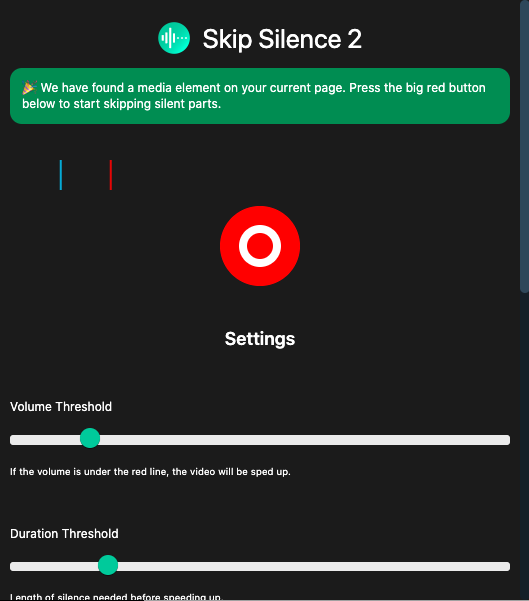 Skip Silence 2
🎉 We have found a media element on your current page. Press the big red button
below to start skipping silent parts.
Settings
Volume Threshold
If the volume is under the red line, the video will be sped up.
Duration Threshold
Length of silence needed before speeding up.